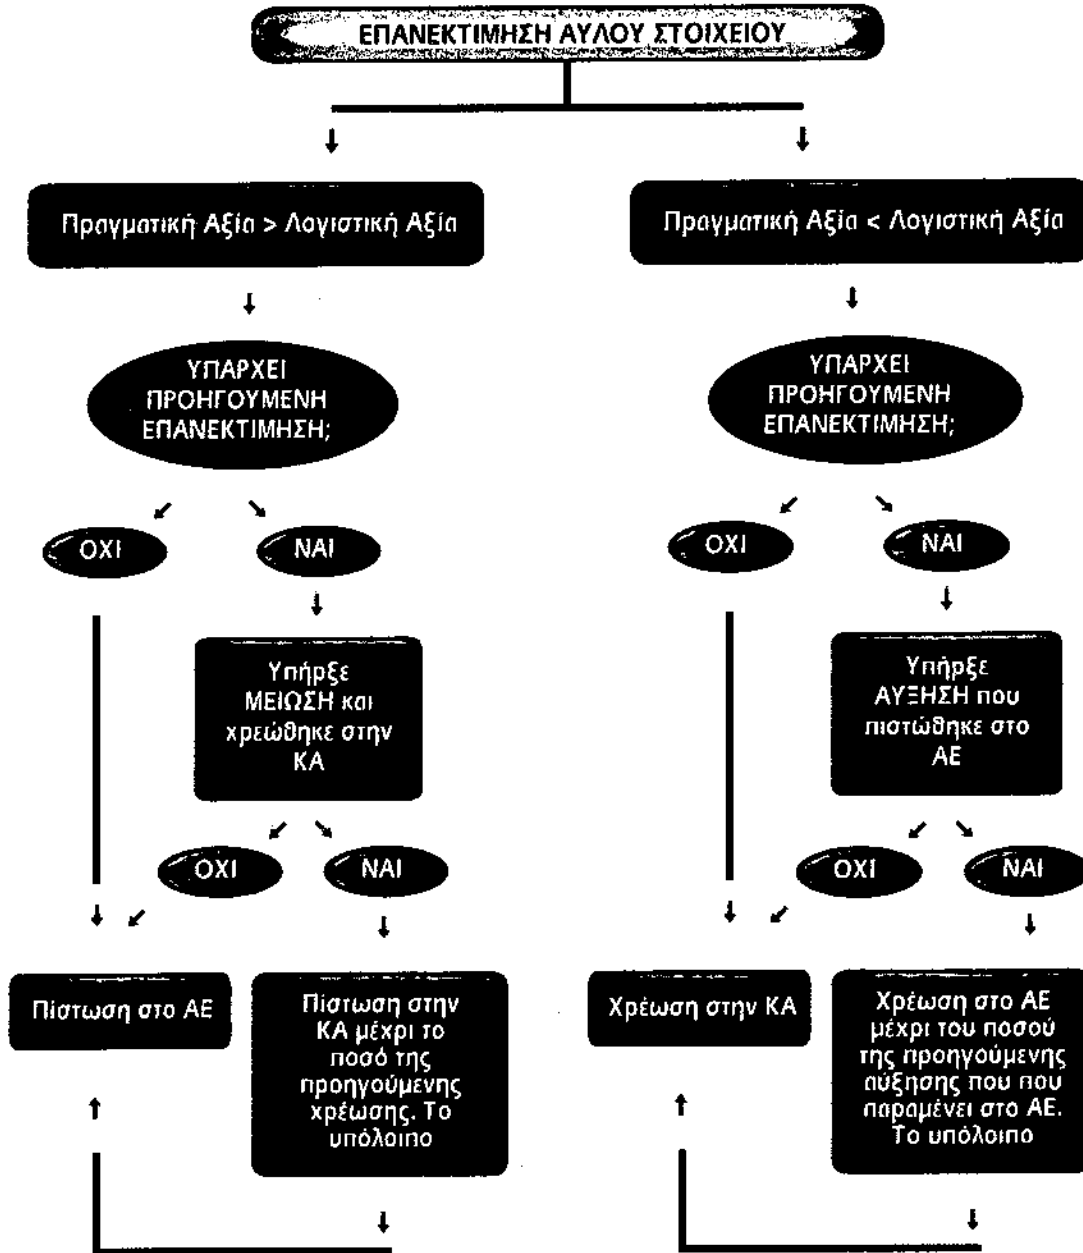 ΕΠΑΝΕΚΤΙΜΗΣΗ ΑΥΛΟΥ ΣΤΟΙΧΕΙΟΥ
Πραγματική Αξία > Λογιστική Αξία
Πραγματική Αξία < Λογιστική Αξία
ΥΠΑΡΧΕΙ
ΠΡΟΗΓΟΥΜΕΝΗ
ΕΠΑΝΕΚΤΙΜΗΣΗ;
ΥΠΑΡΧΕΙ
ΠΡΟΗΓΟΥΜΕΝΗ
ΕΠΑΝΕΚΤΙΜΗΣΗ;
ΟΧΙ
ΝΑΙ
ΟΧΙ
ΝΑΙ
Υπήρξε
ΜΕΙΩΣΗ και
χρεώθηκε στην
ΚΑ
Υπήρξε
ΑΥΞΗΣΗ που
πιστώθηκε στο
ΑΕ
ΟΧΙ
ΝΑΙ
ΟΧΙ
ΝΑΙ
Πίστωση στο ΑΕ
Πίστωση στην
ΚΑ μέχρι το
ποσό της
προηγούμενης
χρέωσης. Το
υπόλοιπο
Χρέωση στην ΚΑ
Χρέωση στο ΑΕ
μέχρι του ποσού
της προηγούμενης
αύξησης που που
παραμένει στο ΑΕ.
Το υπόλοιπο